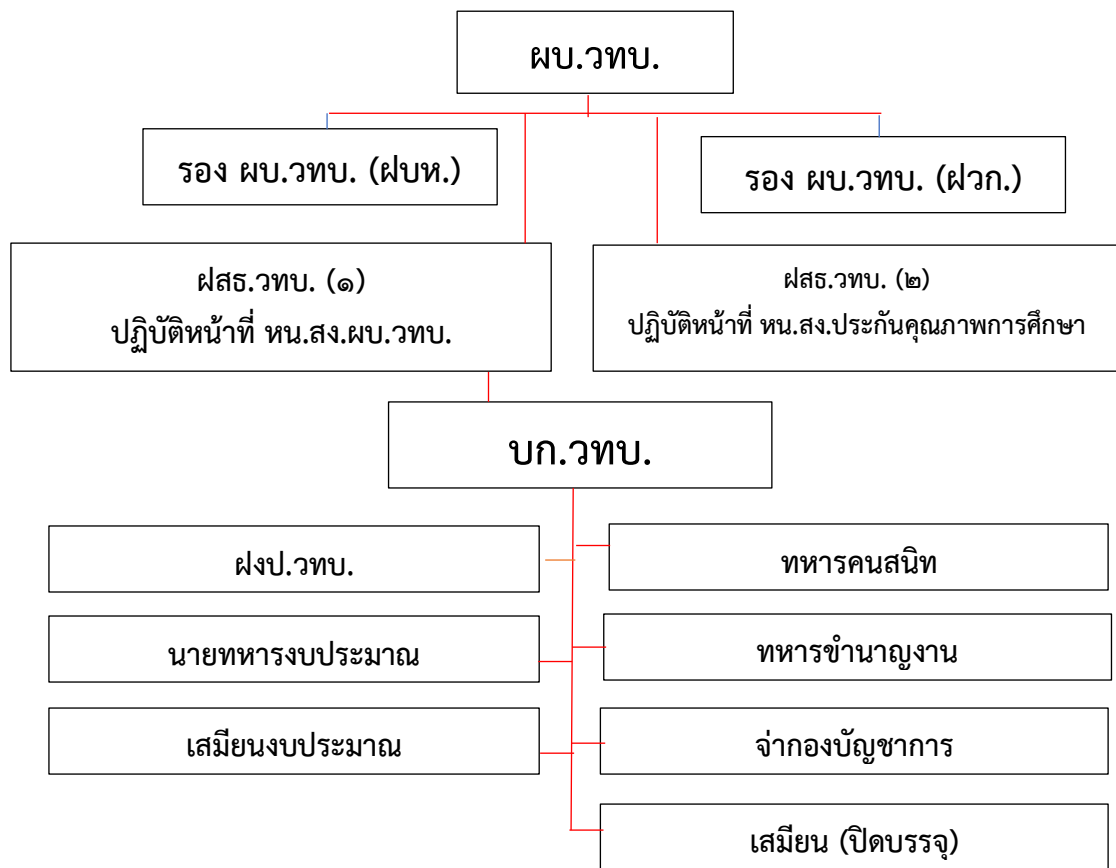 ผบ.วทบ.
รอง ผบ.วทบ. (ฝบห.)
รอง ผบ.วทบ. (ฝวก.)
ฝสธ.วทบ. (๑)
ปฏิบัติหน้าที่ หน.สง.ผบ.วทบ.
ฝสธ.วทบ. (๒)
ปฏิบัติหน้าที่ หน.สง.ประกันคุณภาพการศึกษา
บก.วทบ.
ฝงป.วทบ.
ทหารคนสนิท
นายทหารงบประมาณ
ทหารขำนาญงาน
เสมียนงบประมาณ
จ่ากองบัญชาการ
เสมียน (ปิดบรรจุ)